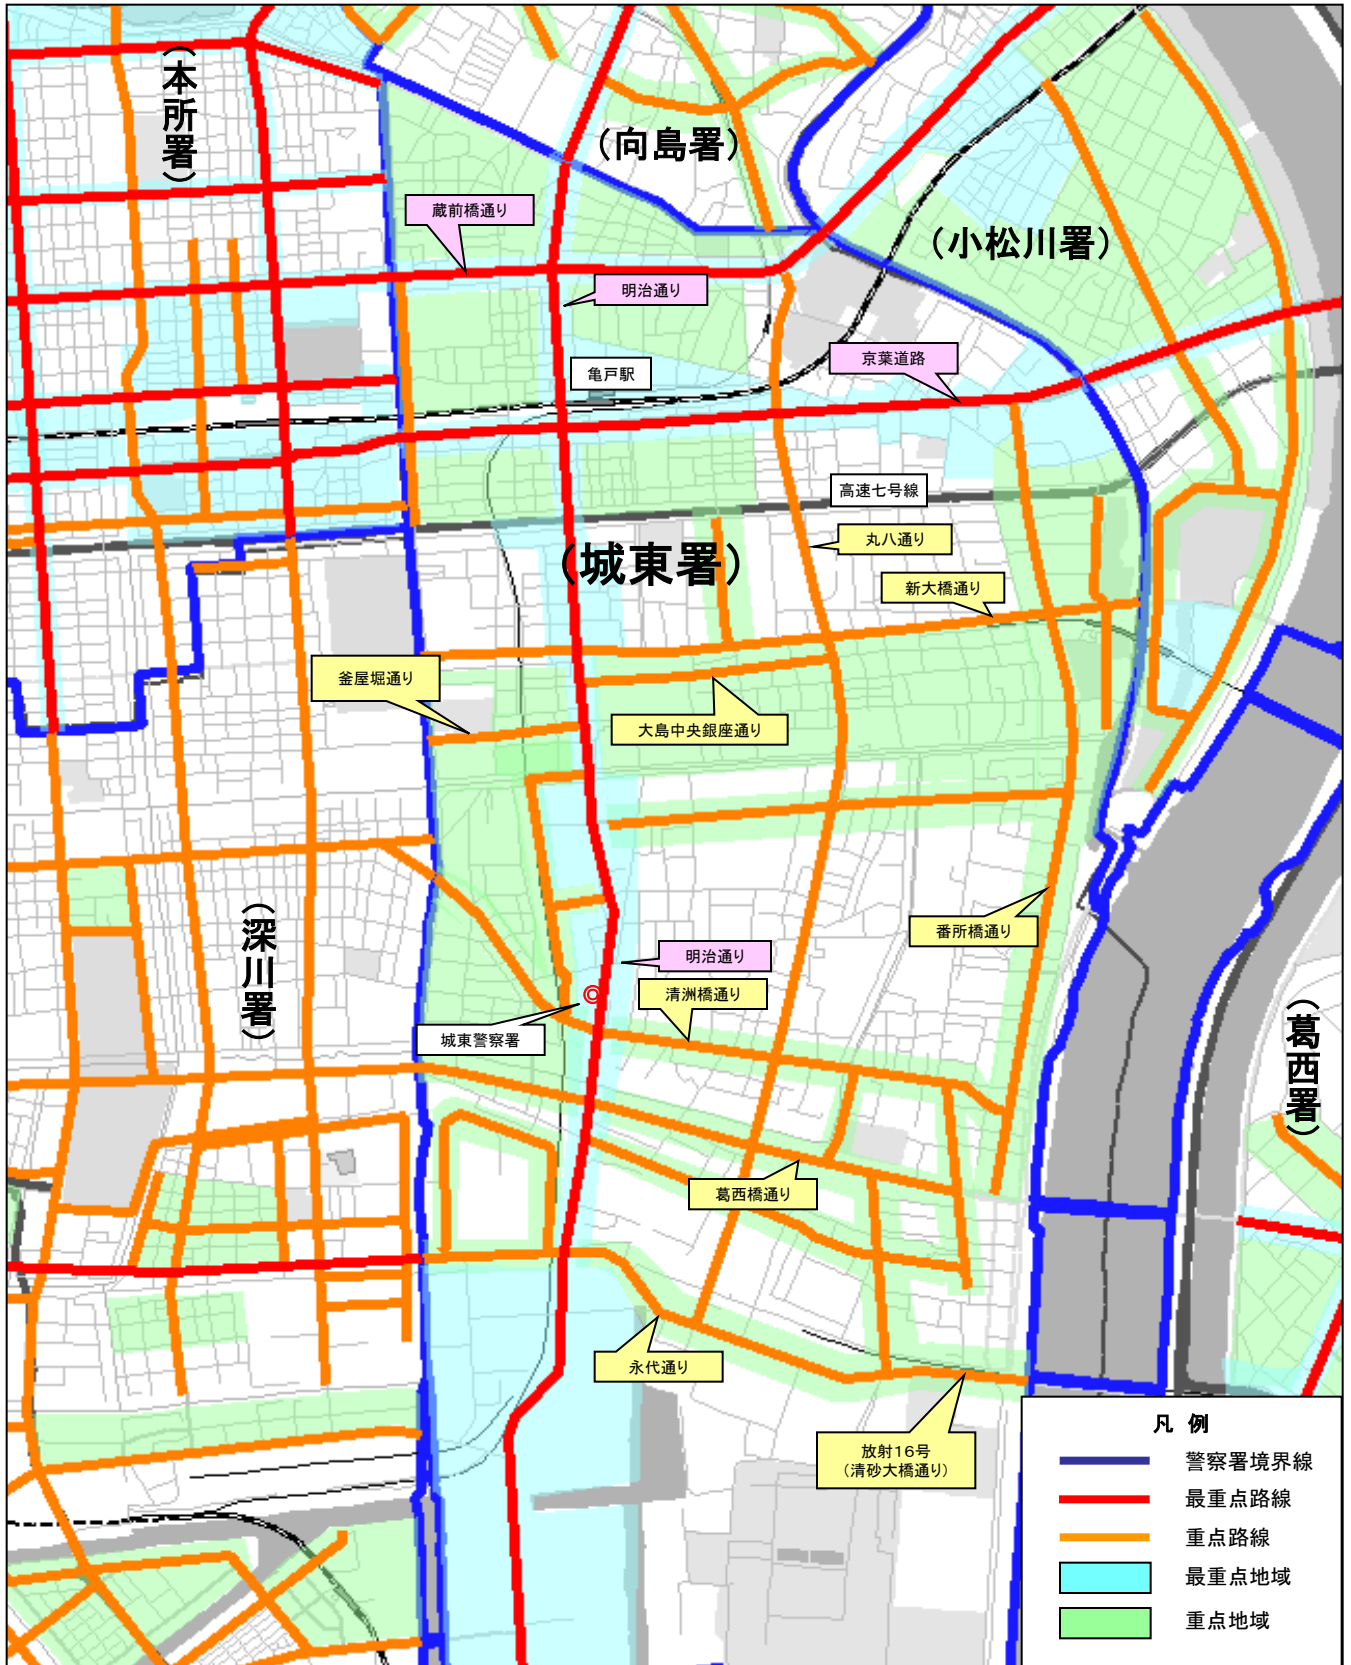 （本所署）
（向島署）
蔵前橋通り
（小松川署）
明治通り
京葉道路
亀戸駅
高速七号線
丸八通り
（城東署）
新大橋通り
釜屋堀通り
大島中央銀座通り
番所橋通り
（深川署）
明治通り
清洲橋通り
城東警察署
（葛西署）
葛西橋通り
永代通り
放射１６号
（清砂大橋通り）
凡 例
警察署境界線
最重点路線
重点路線
最重点地域
重点地域